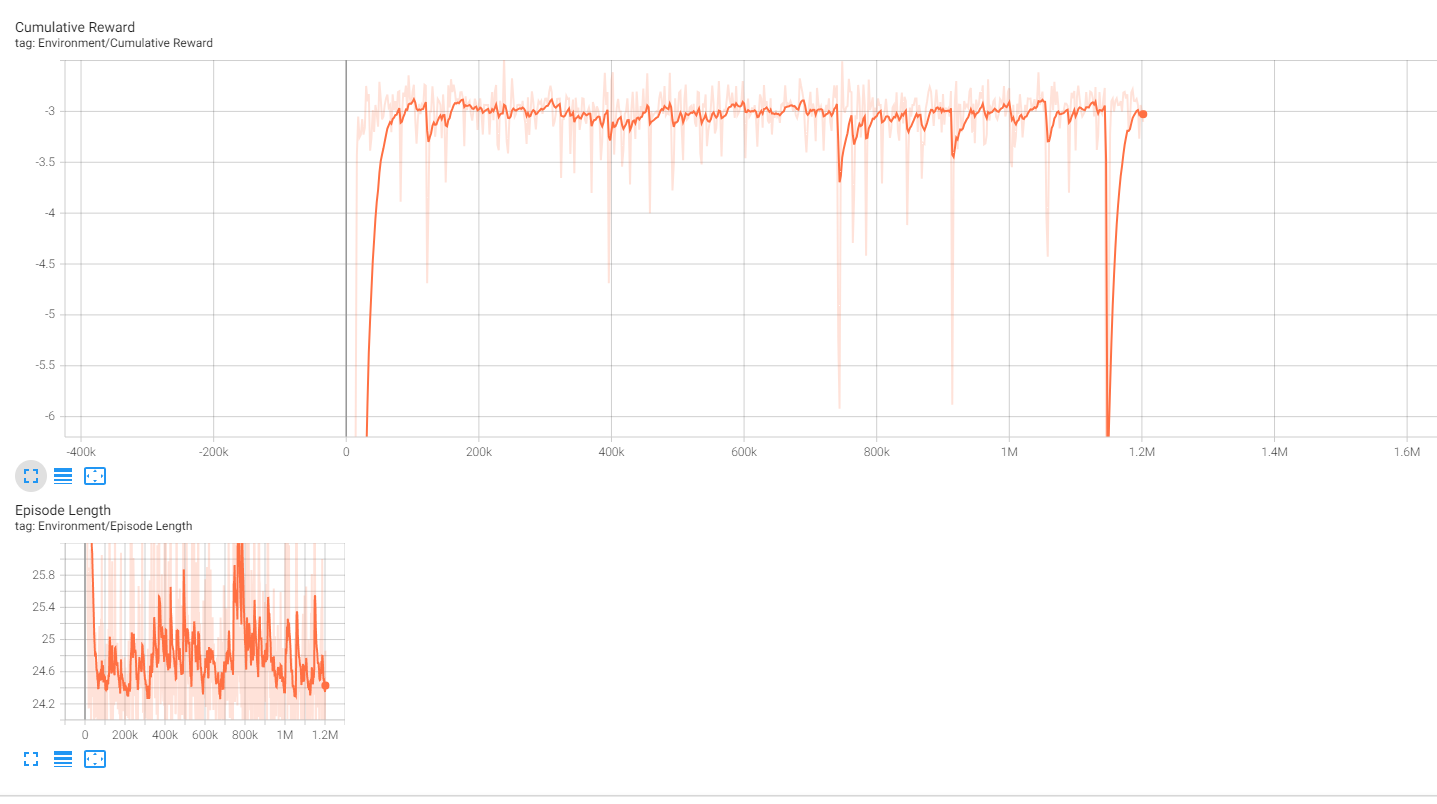 Cumulative Reward
tag: Environment/Cumulative Reward
-3
-3.5
-4
-4.5
-5
-5.5
-6
-400k -200k 0 200k 400k 600k 800k 1M 1.2M 1.4M 1.6M
Episode Length
tag: Environment/Episode Length
25.8
25.4
25
24.6
24.2
0 200k 400k 600k 800k 1M 1.2M